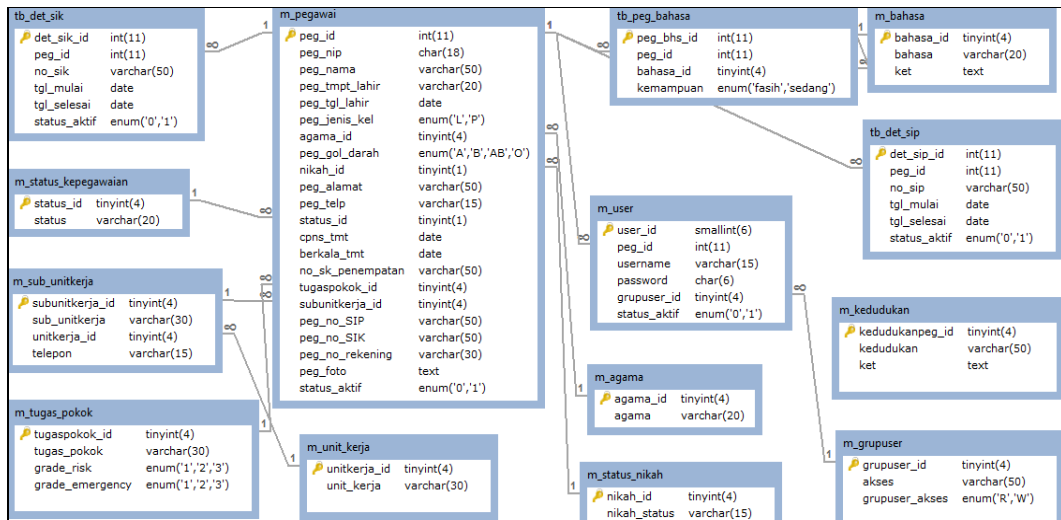 tb_det_sik
det_sik_id int(11)
peg_id int(11)
no_sik varchar(50)
tgl_mulai date
tgl_selesai date
status_aktif enum('0','1')
m_status_kepegawaian
status_id tinyint(4)
status varchar(20)
m_sub_unitkerja
subunitkerja_id tinyint(4)
sub_unitkerja varchar(30)
unitkerja_id tinyint(4)
telepon varchar(15)
m_tugas_pokok
tugaspokok_id tinyint(4)
tugas_pokok varchar(30)
grade_risk enum('1','2','3')
grade_emergency enum('1','2','3')
m_pegawai
peg_id int(11)
peg_nip char(18)
peg_nama varchar(50)
peg_tmpt_lahir varchar(20)
peg_tgl_lahir date
peg_jenis_kel enum('L','P')
agama_id tinyint(4)
peg_gol_darah enum('A','B','AB','O')
nikah_id tinyint(1)
peg_alamat varchar(50)
peg_telp varchar(15)
status_id tinyint(1)
cpns_tmt date
berkala_tmt date
no_sk_penempatan varchar(50)
tugaspokok_id tinyint(4)
subunitkerja_id tinyint(4)
peg_no_SIP varchar(50)
peg_no_SIK varchar(50)
peg_no_rekening varchar(30)
peg_foto text
status_aktif enum('0','1')
m_unit_kerja
unitkerja_id tinyint(4)
unit_kerja varchar(30)
tb_peg_bahasa
peg_bhs_id int(11)
peg_id int(11)
bahasa_id tinyint(4)
kemampuan enum('fasih','sedang')
m_user
user_id smallint(6)
peg_id int(11)
username varchar(15)
password char(6)
grupuser_id tinyint(4)
status_aktif enum('0','1')
m_agama
agama_id tinyint(4)
agama varchar(20)
m_status_nikah
nikah_id tinyint(4)
nikah_status varchar(15)
m_bahasa
bahasa_id tinyint(4)
bahasa varchar(20)
ket text
tb_det_sip
det_sip_id int(11)
peg_id int(11)
no_sip varchar(50)
tgl_mulai date
tgl_selesai date
status_aktif enum('0','1')
m_kedudukan
kedudukanpeg_id tinyint(4)
kedudukan varchar(50)
ket text
m_grupuser
grupuser_id tinyint(4)
akses varchar(50)
grupuser_akses enum('R','W')
1
∞
1
∞
1
∞
∞
1
∞
1
1
∞
∞
1
∞
∞
∞
∞
1
1
∞
1